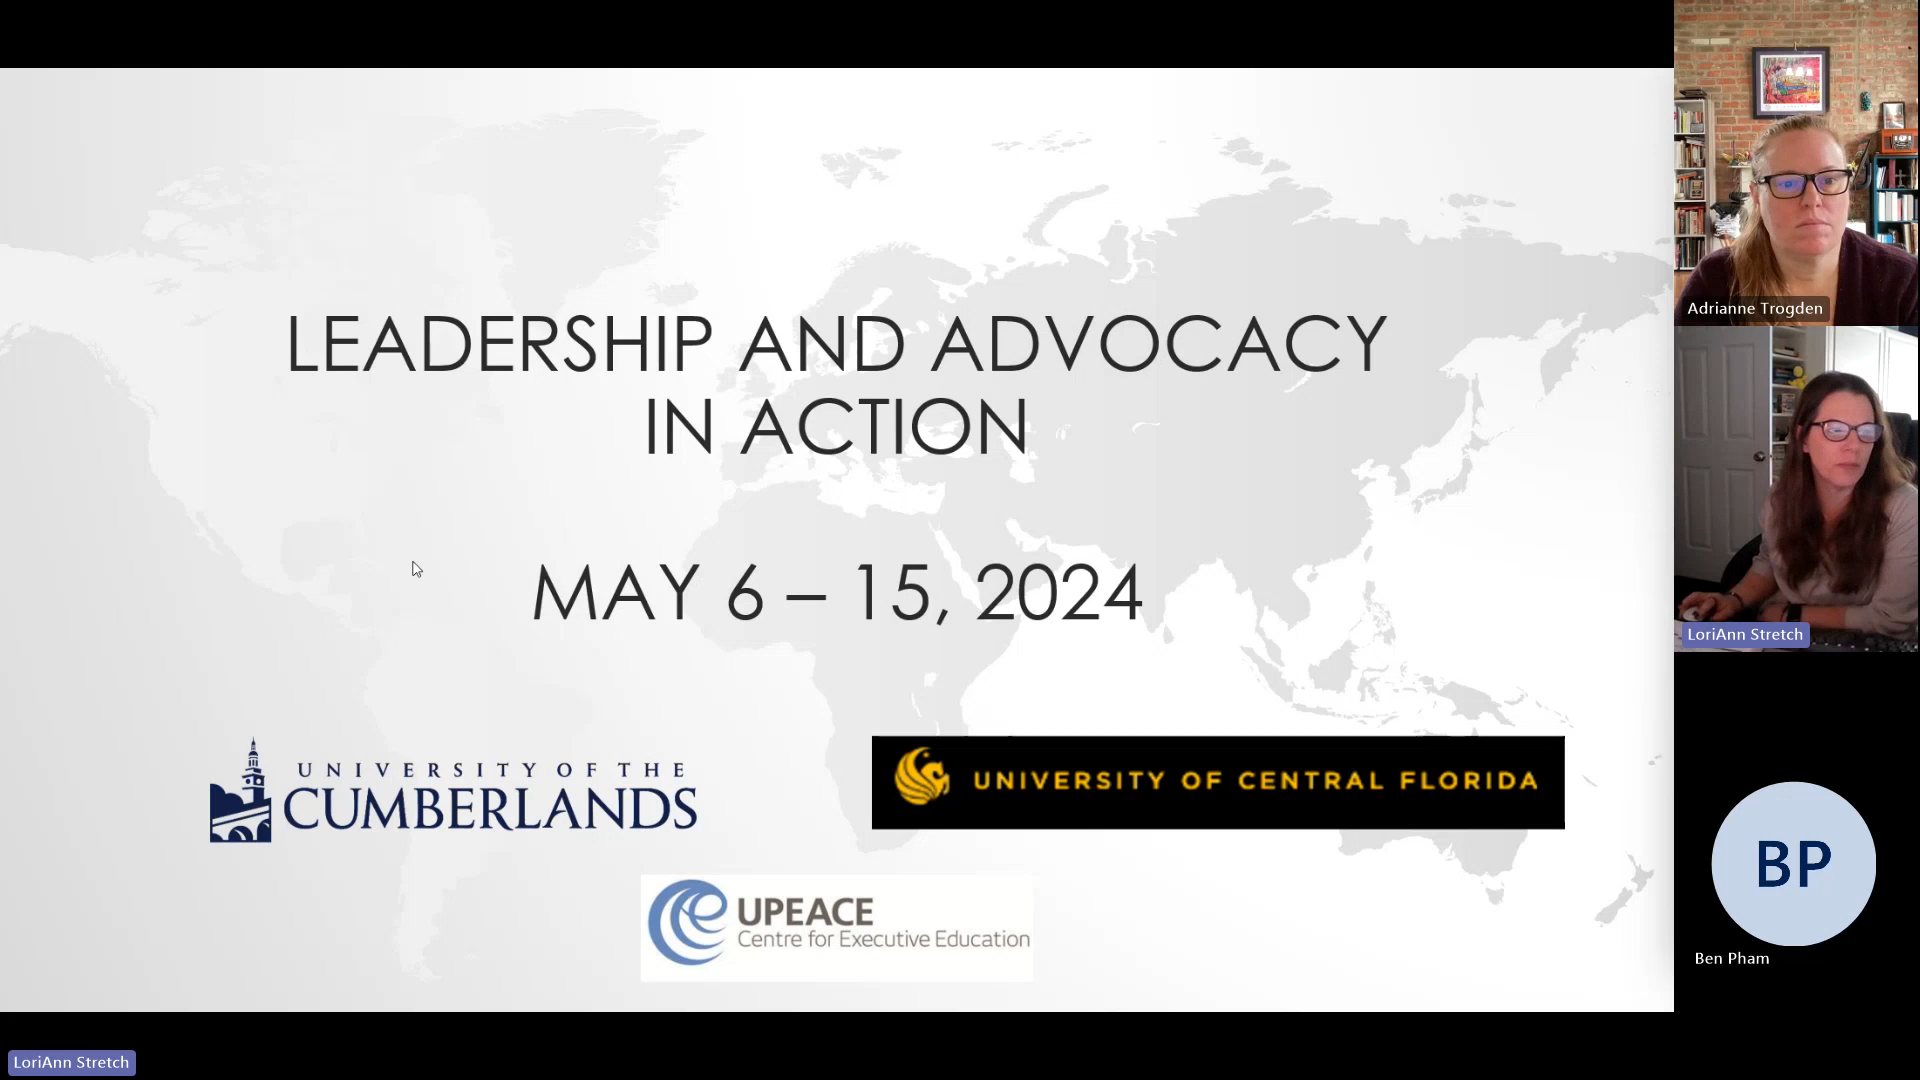 LEADERSHIP AND ADVOCACY
IN ACTION
MAY 6 – 15, 2024
UNIVERSITY OF THE
CUMBERLANDS
UNIVERSITY OF CENTRAL FLORIDA
UPEACE
Centre for Executive Education
Adrianne Trogden
LoriAnn Stretch
BP
Ben Pham
LoriAnn Stretch